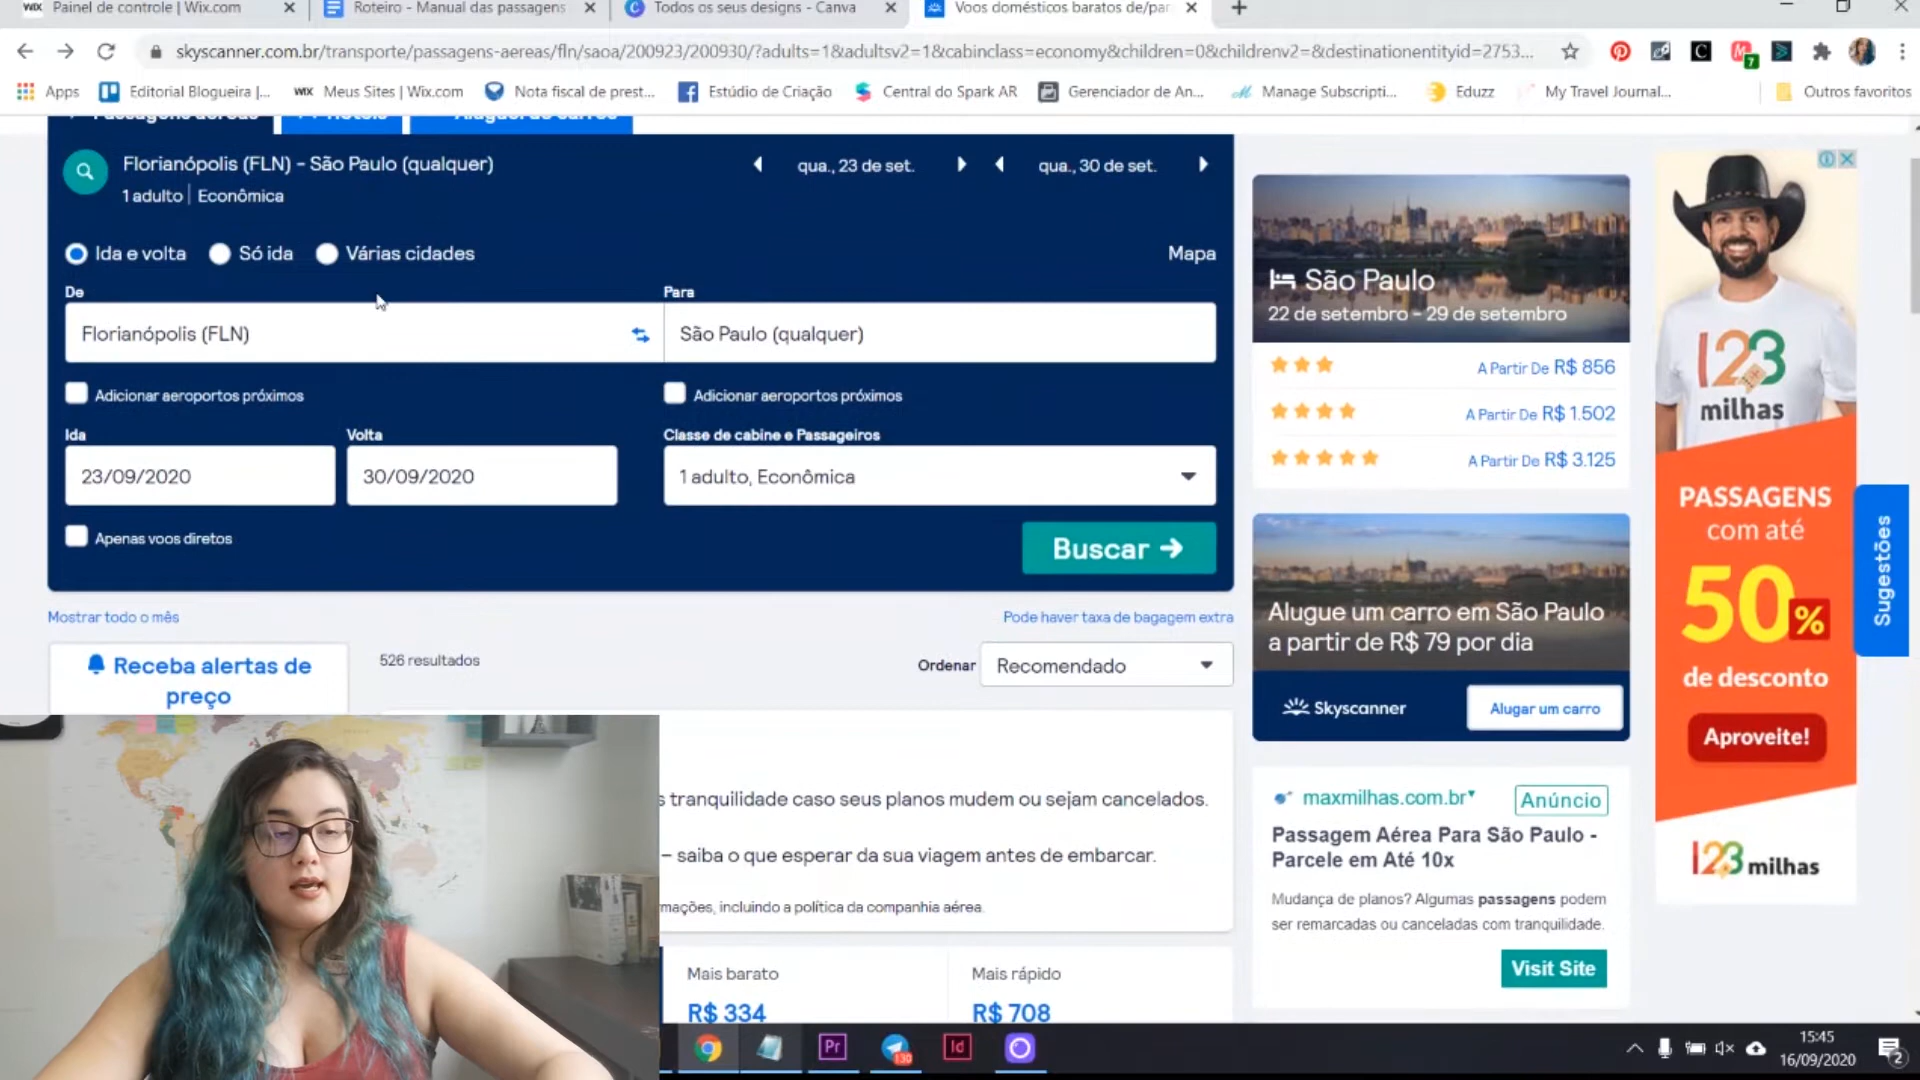 WIX Painel de controle | Wix.com
Roteiro - Manual das passagens
Todos os seus designs - Canva
Voos domésticos baratos de/par
skyscanner.com.br/transporte/passagens-aereas/fln/saoa/200923/200930/?adults=1&adultsv2=1&cabinclass=economy&children=0&childrenv2=&destinationentityid=2753...
7
Apps
Editorial Blogueira |...
WIX Meus Sites | Wix.com
Nota fiscal de prest...
Estúdio de Criação
Central do Spark AR
Gerenciador de An...
Manage Subscripti...
Eduzz
My Travel Journal...
Outros favoritos
Passagens aéreas
Hotéis
Aluguel de carros
Florianópolis (FLN) - São Paulo (qualquer)
1 adulto | Econômica
qua., 23 de set.
qua., 30 de set.
Ida e volta
Só ida
Várias cidades
Mapa
De
Para
Florianópolis (FLN)
São Paulo (qualquer)
Adicionar aeroportos próximos
Adicionar aeroportos próximos
Ida
Volta
Classe de cabine e Passageiros
23/09/2020
30/09/2020
1 adulto, Econômica
Apenas voos diretos
Buscar
Mostrar todo o mês
Pode haver taxa de bagagem extra
Receba alertas de
preço
526 resultados
Ordenar
Recomendado
s tranquilidade caso seus planos mudem ou sejam cancelados.
– saiba o que esperar da sua viagem antes de embarcar.
mações, incluindo a política da companhia aérea.
Mais barato
R$ 334
Mais rápido
R$ 708
São Paulo
22 de setembro - 29 de setembro
A Partir De R$ 856
A Partir De R$ 1.502
A Partir De R$ 3.125
Alugue um carro em São Paulo
a partir de R$ 79 por dia
Skyscanner
Alugar um carro
maxmilhas.com.br
Anúncio
Passagem Aérea Para São Paulo -
Parcele em Até 10x
Mudança de planos? Algumas passagens podem
ser remarcadas ou canceladas com tranquilidade.
Visit Site
123
milhas
PASSAGENS
com até
50%
de desconto
Aproveite!
123 milhas
Sugestões
Pr
130
Id
15:45
16/09/2020
2